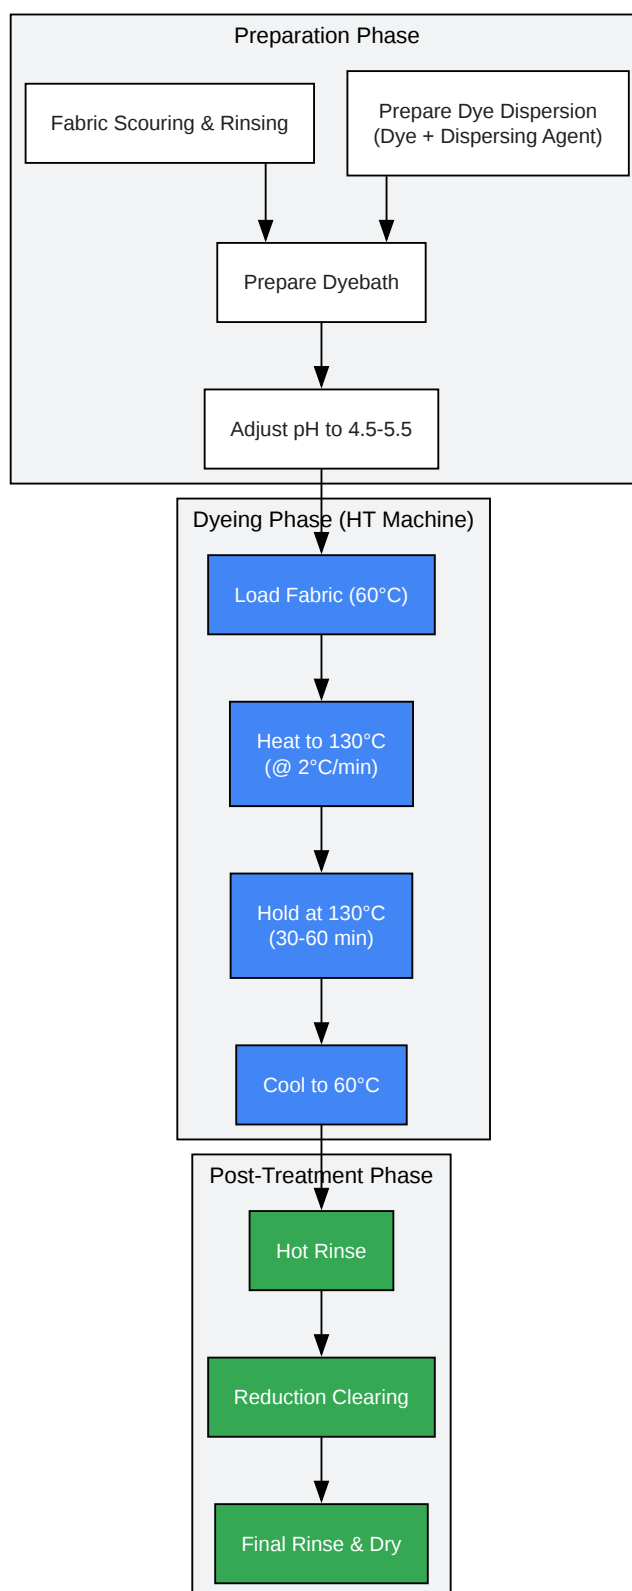 Preparation Phase
Fabric Scouring & Rinsing
Prepare Dye Dispersion
(Dye + Dispersing Agent)
Prepare Dyebath
Adjust pH to 4.5-5.5
Dyeing Phase (HT Machine)
Load Fabric (60°C)
Heat to 130°C
(@ 2°C/min)
Hold at 130°C
(30-60 min)
Cool to 60°C
Post-Treatment Phase
Hot Rinse
Reduction Clearing
Final Rinse & Dry